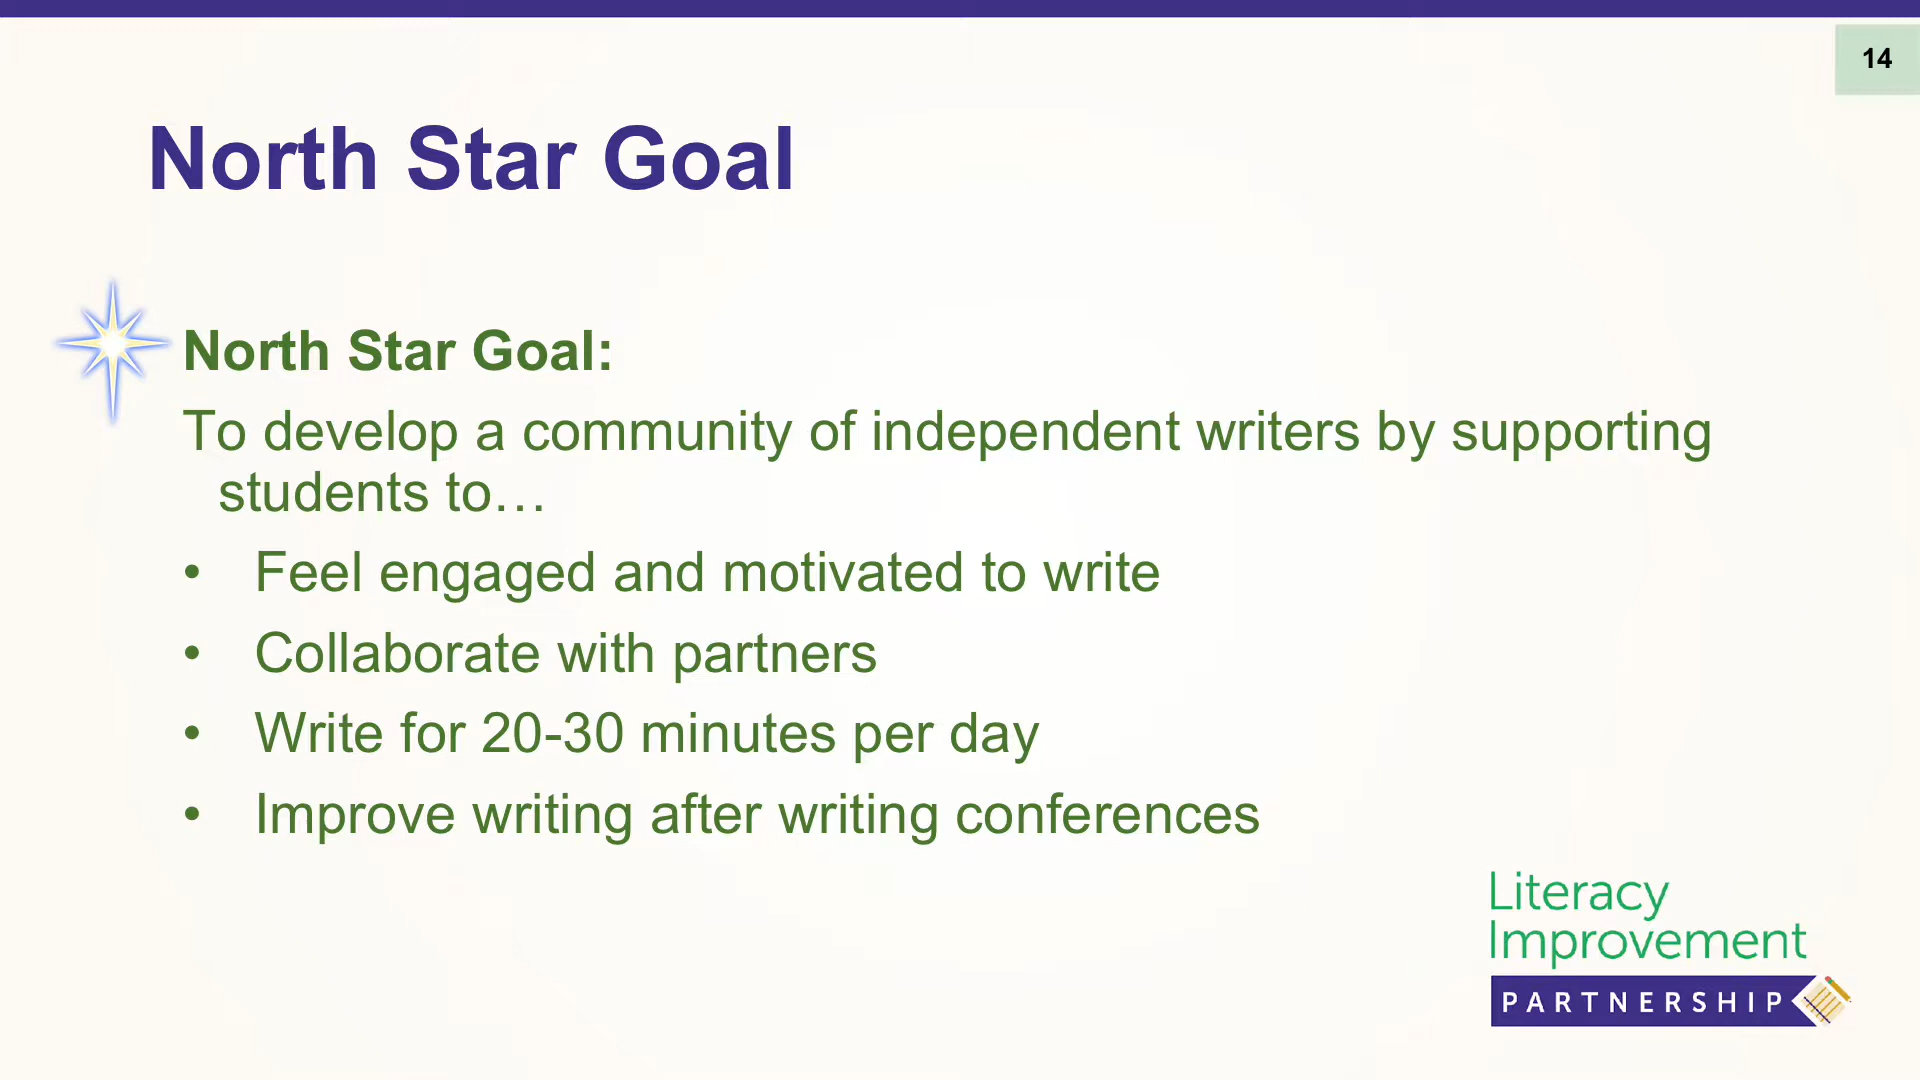 14
North Star Goal
North Star Goal:
To develop a community of independent writers by supporting
students to…
• Feel engaged and motivated to write
• Collaborate with partners
• Write for 20-30 minutes per day
• Improve writing after writing conferences
Literacy
Improvement
PARTNERSHIP